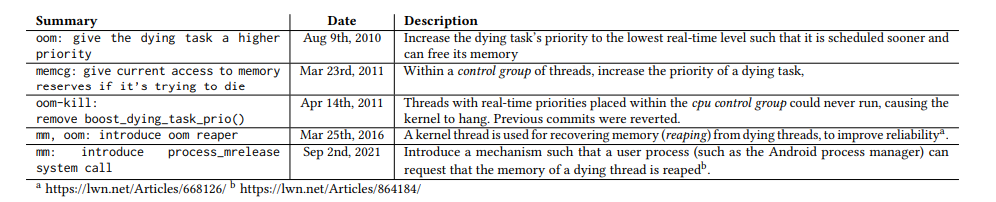 Summary Date Description
oom: give the dying task a higher priority Aug 9th, 2010 Increase the dying task's priority to the lowest real-time level such that it is scheduled sooner and can free its memory
memcg: give current access to memory reserves if it's trying to die Mar 23rd, 2011 Within a control group of threads, increase the priority of a dying task,
oom-kill: remove boost_dying_task_prio() Apr 14th, 2011 Threads with real-time priorities placed within the cpu control group could never run, causing the kernel to hang. Previous commits were reverted.
mm, oom: introduce oom reaper Mar 25th, 2016 A kernel thread is used for recovering memory (reaping) from dying threads, to improve reliabilityᵃ.
mm: introduce process_mrelease system call Sep 2nd, 2021 Introduce a mechanism such that a user process (such as the Android process manager) can request that the memory of a dying thread is reapedᵇ.
ᵃ https://lwn.net/Articles/668126/ ᵇ https://lwn.net/Articles/864184/